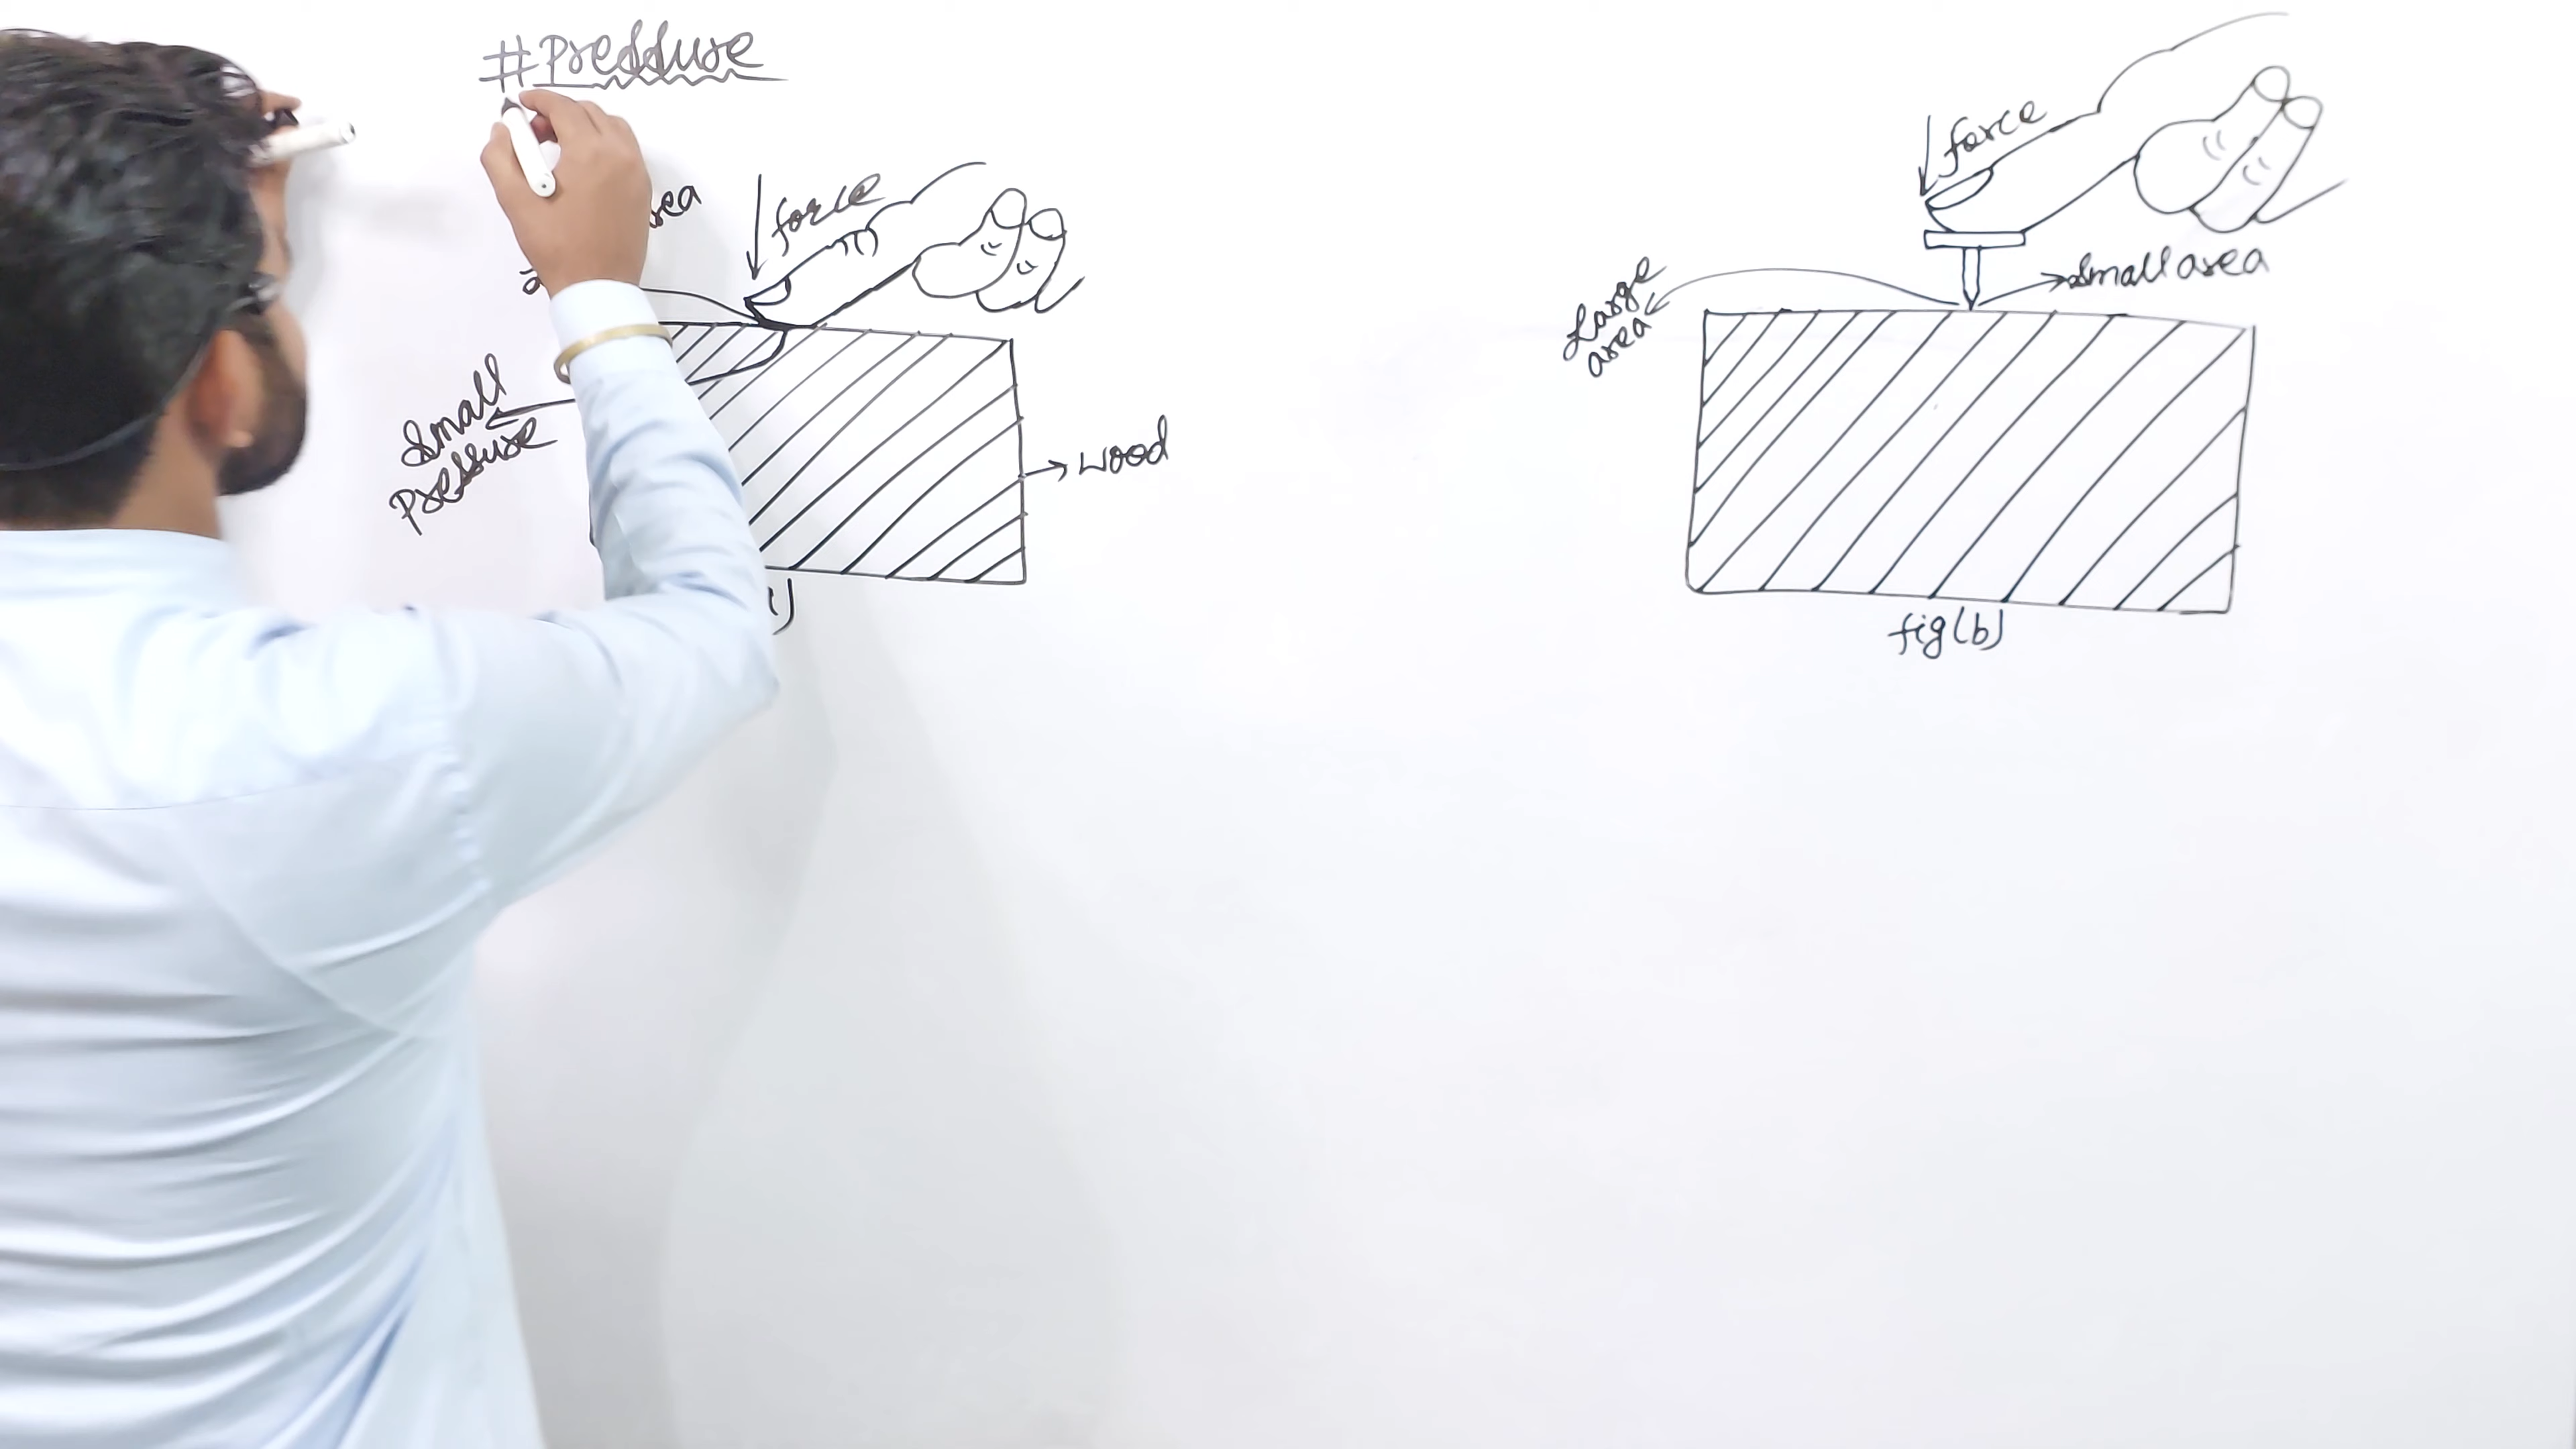 #Pressure
force
Small
Pressure
wood
force
Small area
Large
area
fig(b)